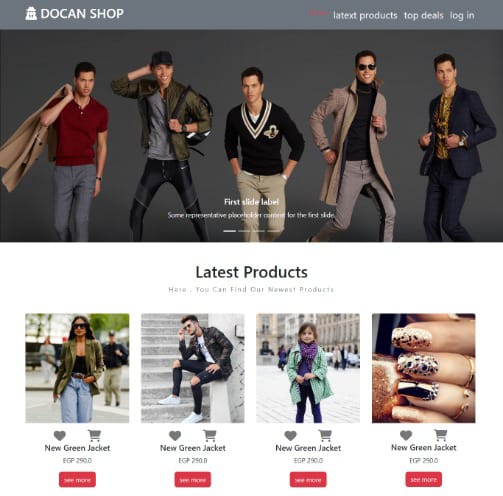 DOCAN SHOP
latext products top deals log in
First slide label
Some representative placeholder content for the first slide.
Latest Products
Here , You Can Find Our Newest Products
New Green Jacket
EGP 290.0
see more
New Green Jacket
EGP 290.0
see more
New Green Jacket
EGP 290.0
see more
New Green Jacket
EGP 290.0
see more